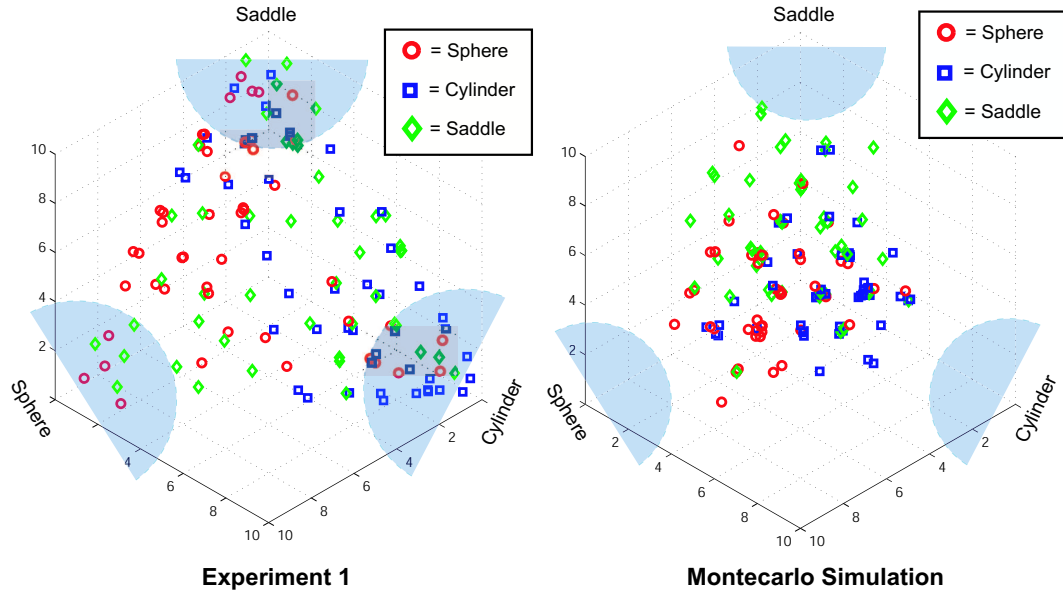 Saddle
= Sphere
= Cylinder
= Saddle
10
8
6
4
2
Sphere
4
6
8
10
10
8
6
4
2
Cylinder
Experiment 1
Saddle
= Sphere
= Cylinder
= Saddle
10
8
6
4
2
Sphere
2
4
6
8
10
10
8
6
4
2
Cylinder
Montecarlo Simulation